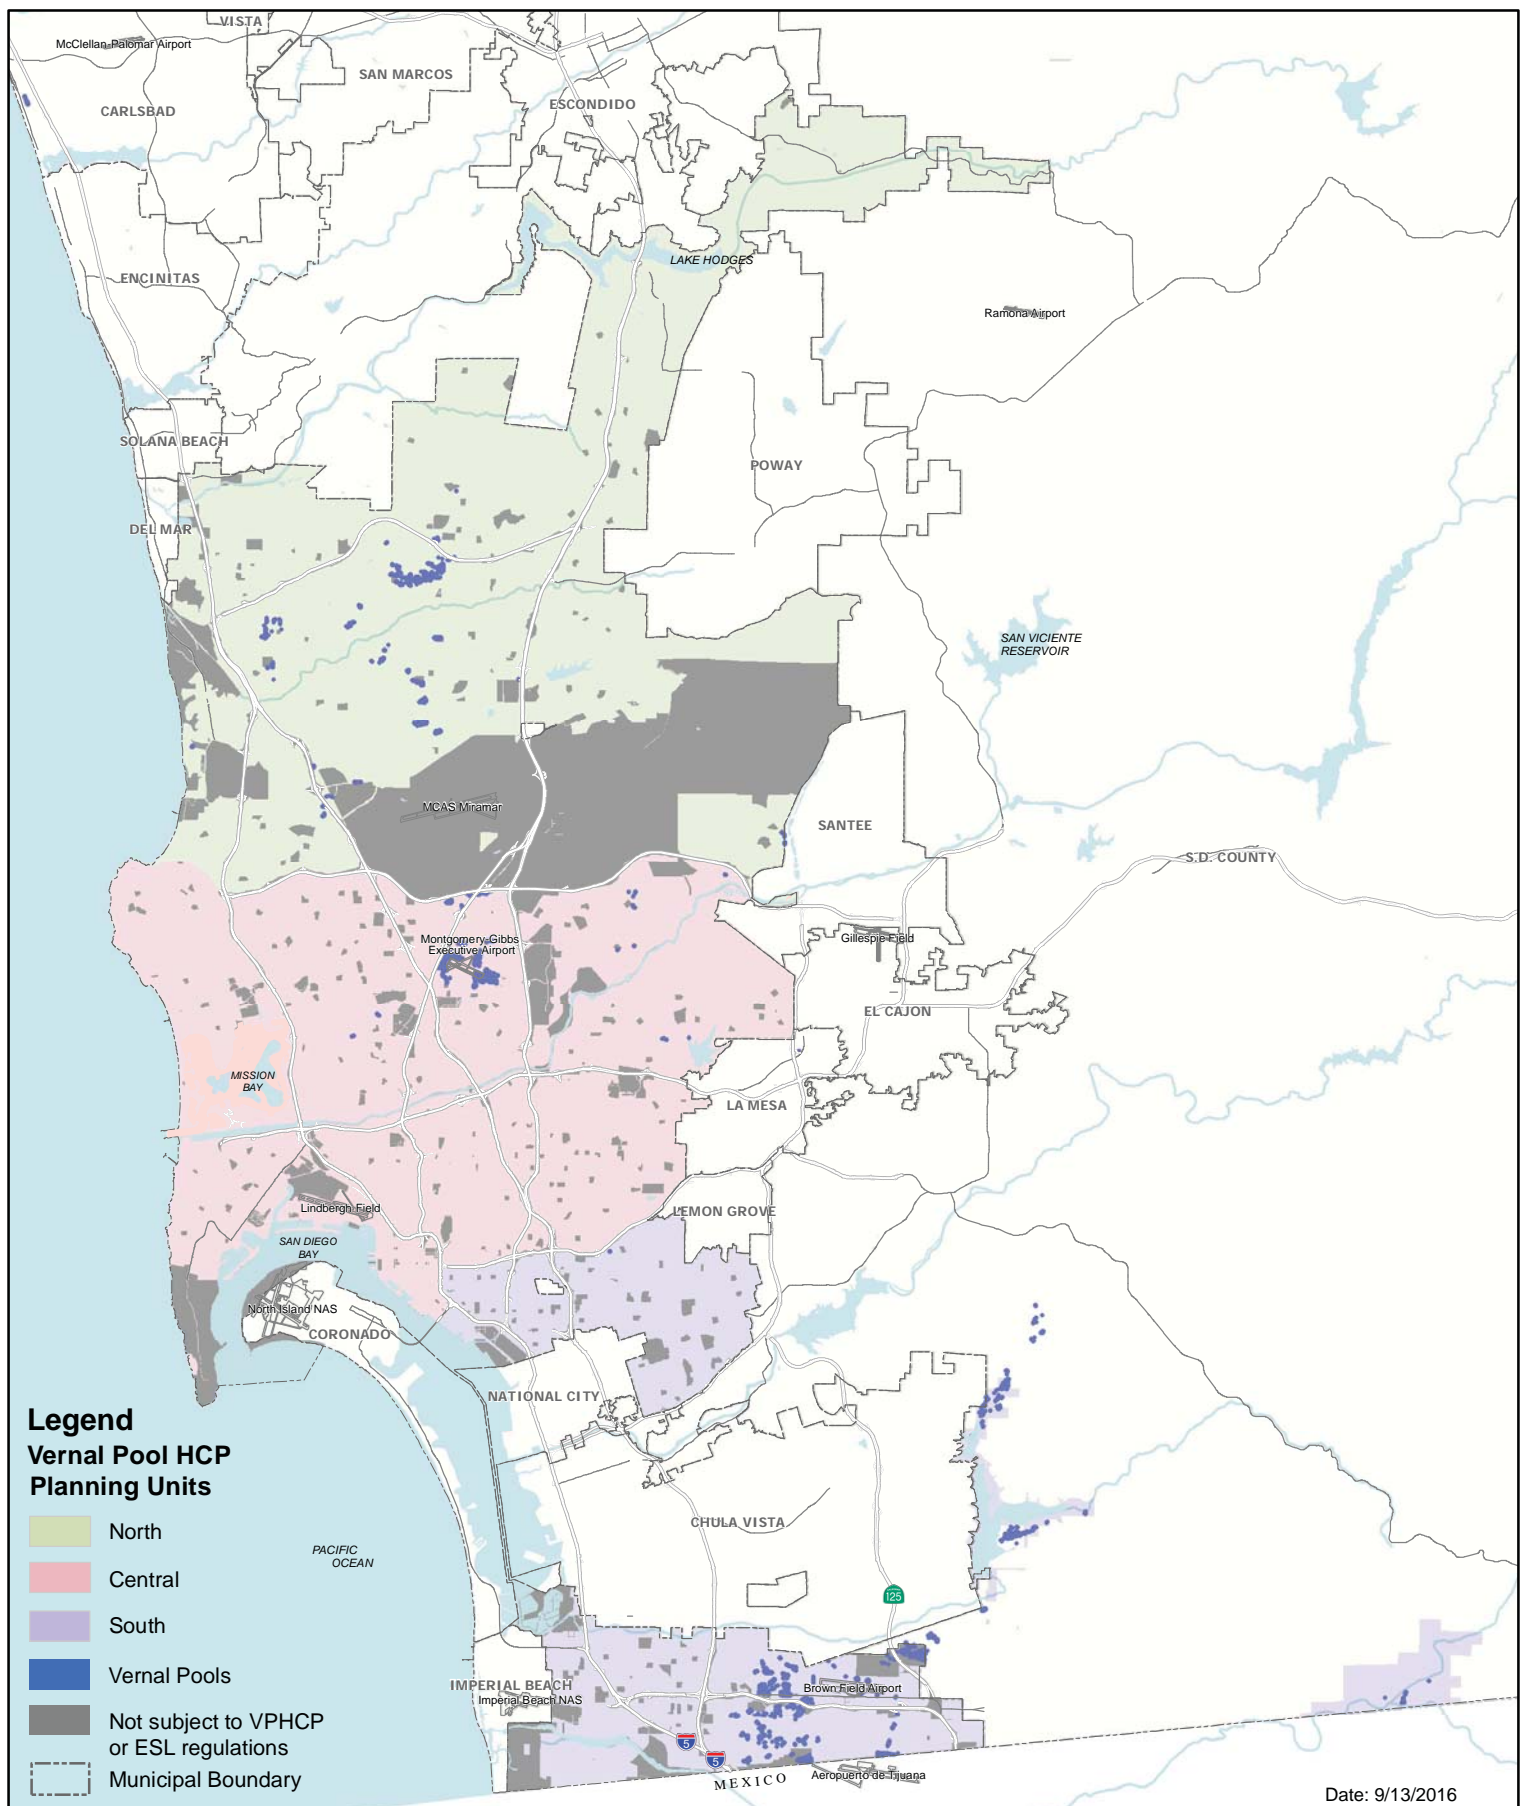 VISTA
McClellan-Palomar Airport
SAN MARCOS
CARLSBAD
ESCONDIDO
ENCINITAS
LAKE HODGES
Ramona Airport
SOLANA BEACH
POWAY
DEL MAR
SAN VICIENTE
RESERVOIR
MCAS Miramar
SANTEE
S.D. COUNTY
Montgomery-Gibbs
Executive Airport
Gillespie Field
EL CAJON
MISSION
BAY
LA MESA
Lindbergh Field
LEMON GROVE
SAN DIEGO
BAY
North Island NAS
CORONADO
NATIONAL CITY
CHULA VISTA
PACIFIC
OCEAN
125
IMPERIAL BEACH
Imperial Beach NAS
Brown Field Airport
5
5
MEXICO
Aeropuerto de Tijuana
Legend
Vernal Pool HCP
Planning Units
North
Central
South
Vernal Pools
Not subject to VPHCP
or ESL regulations
Municipal Boundary
Date: 9/13/2016